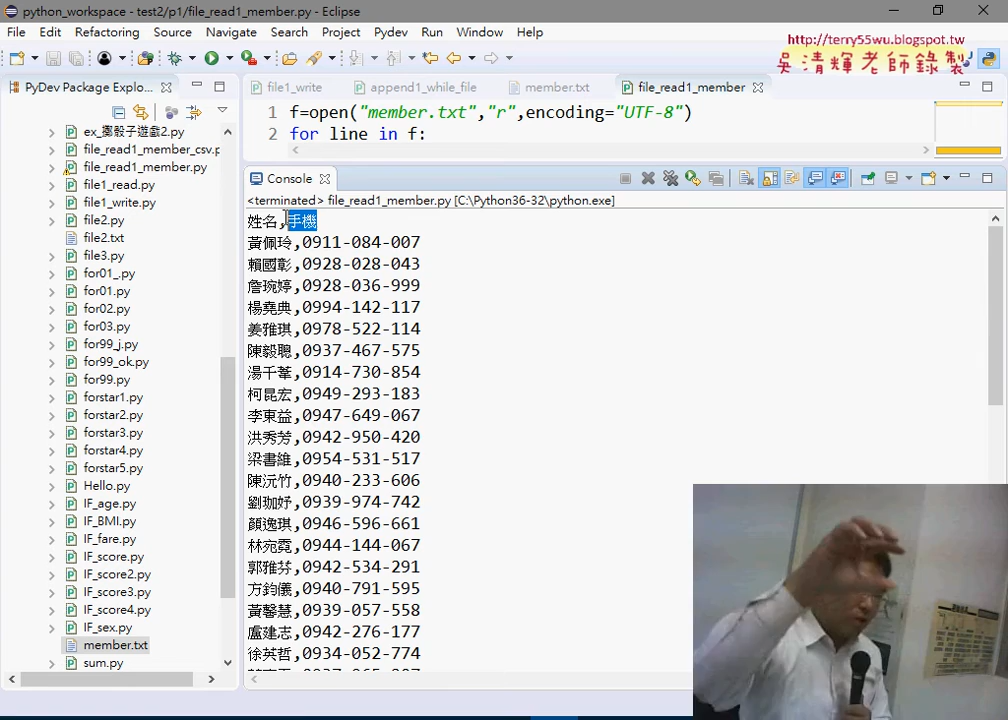 python_workspace - test2/p1/file_read1_member.py - Eclipse
File Edit Refactoring Source Navigate Search Project Pydev Run Window Help
http://terry55wu.blogspot.tw
吳清輝老師錄製
PyDev Package Explo...
file1_write append1_while_file member.txt file_read1_member
ex_擲骰子遊戲2.py
file_read1_member_csv.p
file_read1_member.py
file1_read.py
file1_write.py
file2.py
file2.txt
file3.py
for01_.py
for01.py
for02.py
for03.py
for99_j.py
for99_ok.py
for99.py
forstar1.py
forstar2.py
forstar3.py
forstar4.py
forstar5.py
Hello.py
IF_age.py
IF_BMI.py
IF_fare.py
IF_score.py
IF_score2.py
IF_score3.py
IF_score4.py
IF_sex.py
member.txt
sum.py
1 f=open("member.txt","r",encoding="UTF-8")
2 for line in f:
Console
<terminated> file_read1_member.py [C:\Python36-32\python.exe]
姓名,手機
黃佩玲,0911-084-007
賴國彰,0928-028-043
詹琬婷,0928-036-999
楊堯典,0994-142-117
姜雅琪,0978-522-114
陳毅聰,0937-467-575
湯千峯,0914-730-854
柯昆宏,0949-293-183
李東益,0947-649-067
洪秀芳,0942-950-420
梁書維,0954-531-517
陳沅竹,0940-233-606
劉珈妤,0939-974-742
顏逸琪,0946-596-661
林宛霓,0944-144-067
郭雅芬,0942-534-291
方鈞儀,0940-791-595
黃馨慧,0939-057-558
盧建志,0942-276-177
徐英哲,0934-052-774